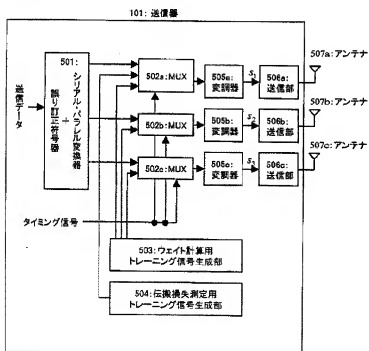 101: 送信器
送信データ
501:
シリアル・パラレル変換器
+
誤り訂正符号器
502a: MUX
502b: MUX
502c: MUX
505a:
変調器
505b:
変調器
505c:
変調器
S1
S2
S3
506a:
送信部
506b:
送信部
506c:
送信部
507a: アンテナ
507b: アンテナ
507c: アンテナ
タイミング信号
503: ウェイト計算用
トレーニング信号生成部
504: 伝搬損失測定用
トレーニング信号生成部